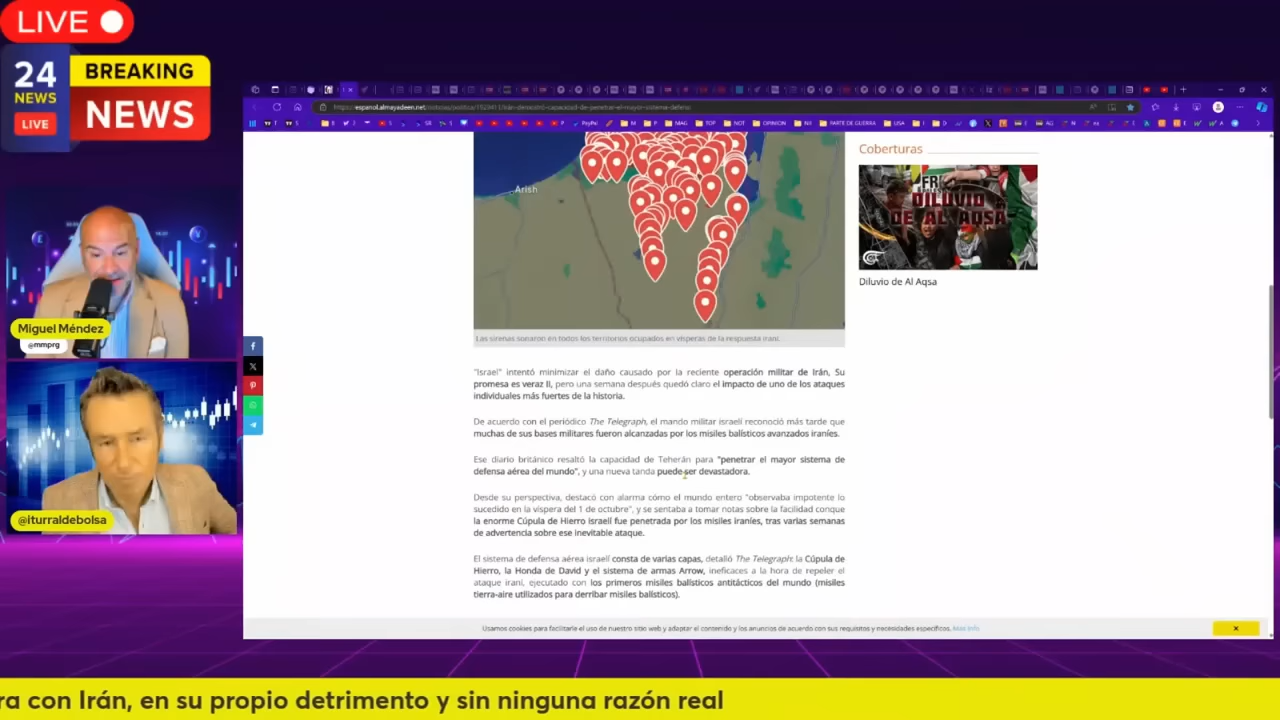 LIVE
24
NEWS
LIVE
BREAKING
NEWS
Miguel Méndez
@mmprg
@iturraldebolsa
PayPal
M
P
MAG
TOP
NOT
OPINION
PARTE DE GUERRA
USA
Arish
Las sirenas sonaron en todos los territorios ocupados en vísperas de la respuesta iraní.
"Israel" intentó minimizar el daño causado por la reciente operación militar de Irán, Su
promesa es veraz II, pero una semana después quedó claro el impacto de uno de los ataques
individuales más fuertes de la historia.
De acuerdo con el periódico The Telegraph, el mando militar israelí reconoció más tarde que
muchas de sus bases militares fueron alcanzadas por los misiles balísticos avanzados iraníes.
Ese diario británico resaltó la capacidad de Teherán para "penetrar el mayor sistema de
defensa aérea del mundo", y una nueva tanda puede ser devastadora.
Desde su perspectiva, destacó con alarma cómo el mundo entero "observaba impotente lo
sucedido en la víspera del 1 de octubre", y se sentaba a tomar notas sobre la facilidad conque
la enorme Cúpula de Hierro israelí fue penetrada por los misiles iraníes, tras varias semanas
de advertencia sobre ese inevitable ataque.
El sistema de defensa aérea israelí consta de varias capas, detalló The Telegraph: la Cúpula de
Hierro, la Honda de David y el sistema de armas Arrow, ineficaces a la hora de repeler el
ataque iraní, ejecutado con los primeros misiles balísticos antitácticos del mundo (misiles
tierra-aire utilizados para derribar misiles balísticos).
Coberturas
DILUVIO
DE AL AQSA
Diluvio de Al Aqsa
Usamos cookies para facilitarle el uso de nuestro sitio web y adaptar el contenido y los anuncios de acuerdo con sus requisitos y necesidades específicos. Más info
ra con Irán, en su propio detrimento y sin ninguna razón real